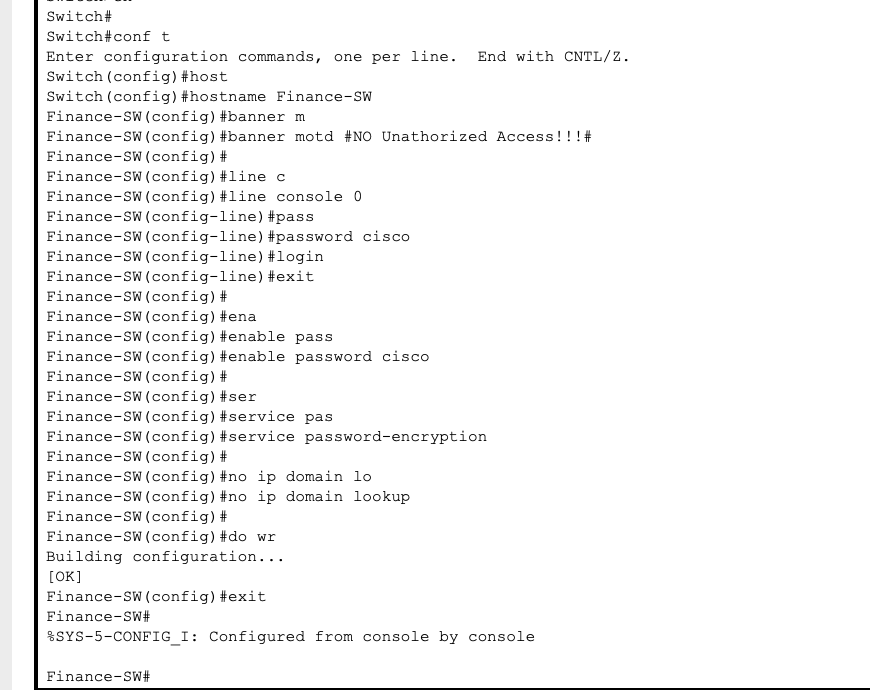 Switch#
Switch#conf t
Enter configuration commands, one per line.  End with CNTL/Z.
Switch(config)#host
Switch(config)#hostname Finance-SW
Finance-SW(config)#banner m
Finance-SW(config)#banner motd #NO Unathorized Access!!!#
Finance-SW(config)#
Finance-SW(config)#line c
Finance-SW(config)#line console 0
Finance-SW(config-line)#pass
Finance-SW(config-line)#password cisco
Finance-SW(config-line)#login
Finance-SW(config-line)#exit
Finance-SW(config)#
Finance-SW(config)#ena
Finance-SW(config)#enable pass
Finance-SW(config)#enable password cisco
Finance-SW(config)#
Finance-SW(config)#ser
Finance-SW(config)#service pas
Finance-SW(config)#service password-encryption
Finance-SW(config)#
Finance-SW(config)#no ip domain lo
Finance-SW(config)#no ip domain lookup
Finance-SW(config)#
Finance-SW(config)#do wr
Building configuration...
[OK]
Finance-SW(config)#exit
Finance-SW#
%SYS-5-CONFIG_I: Configured from console by console
Finance-SW#